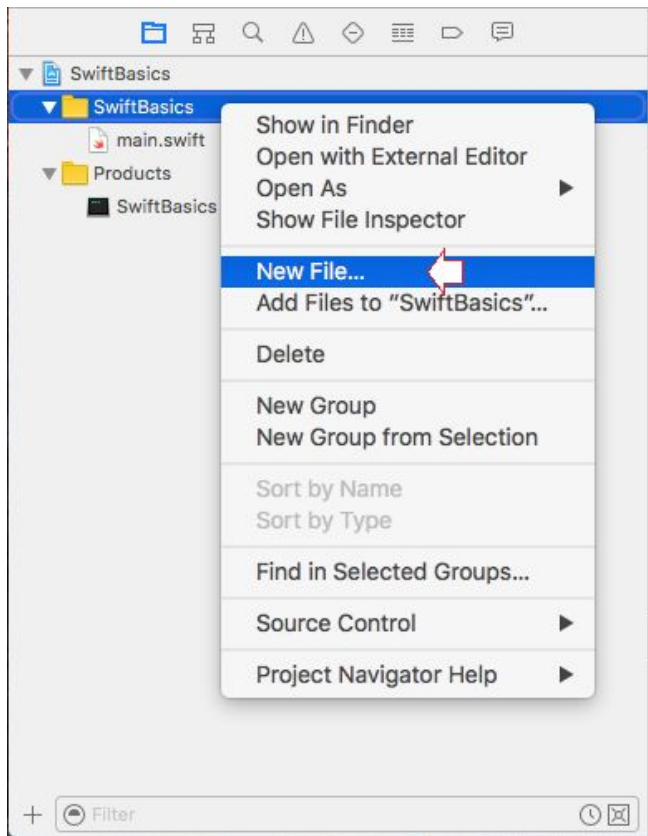 SwiftBasics
SwiftBasics
main.swift
Products
SwiftBasics
Show in Finder
Open with External Editor
Open As
Show File Inspector
New File...
Add Files to “SwiftBasics”...
Delete
New Group
New Group from Selection
Sort by Name
Sort by Type
Find in Selected Groups...
Source Control
Project Navigator Help
Filter